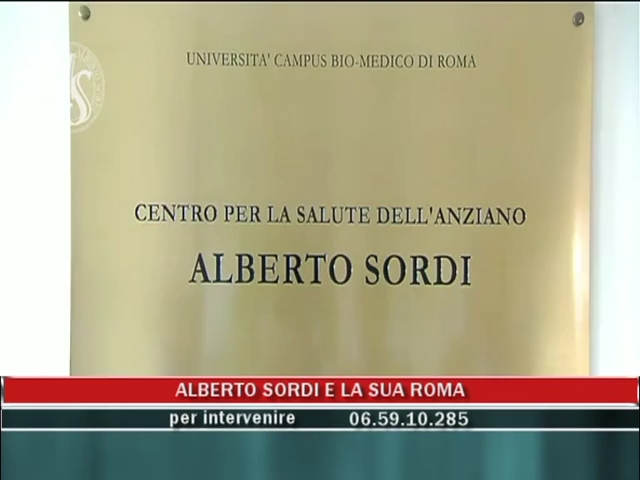 UNIVERSITA' CAMPUS BIO-MEDICO DI ROMA
CENTRO PER LA SALUTE DELL'ANZIANO
ALBERTO SORDI
ALBERTO SORDI E LA SUA ROMA
per intervenire 06.59.10.285